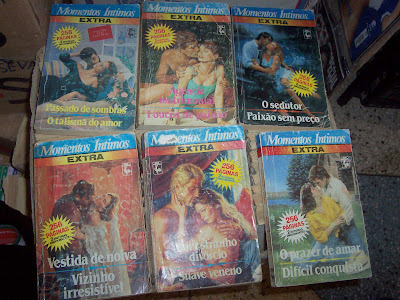 Momentos Íntimos
EXTRA
256
PÁGINAS
Passado de sombras
O talismã do amor
Momentos Íntimos
EXTRA
256
PÁGINAS
Loucos
Momentos Íntimos
EXTRA
O sedutor
Paixão sem preço
Momentos Íntimos
EXTRA
256
PÁGINAS
Vestida de noiva
Vizinho
irresistível
Momentos Íntimos
EXTRA
256
PÁGINAS
divórcio
Suave veneno
Momentos Íntimos
EXTRA
256
PÁGINAS
O prazer de amar
Difícil conquista